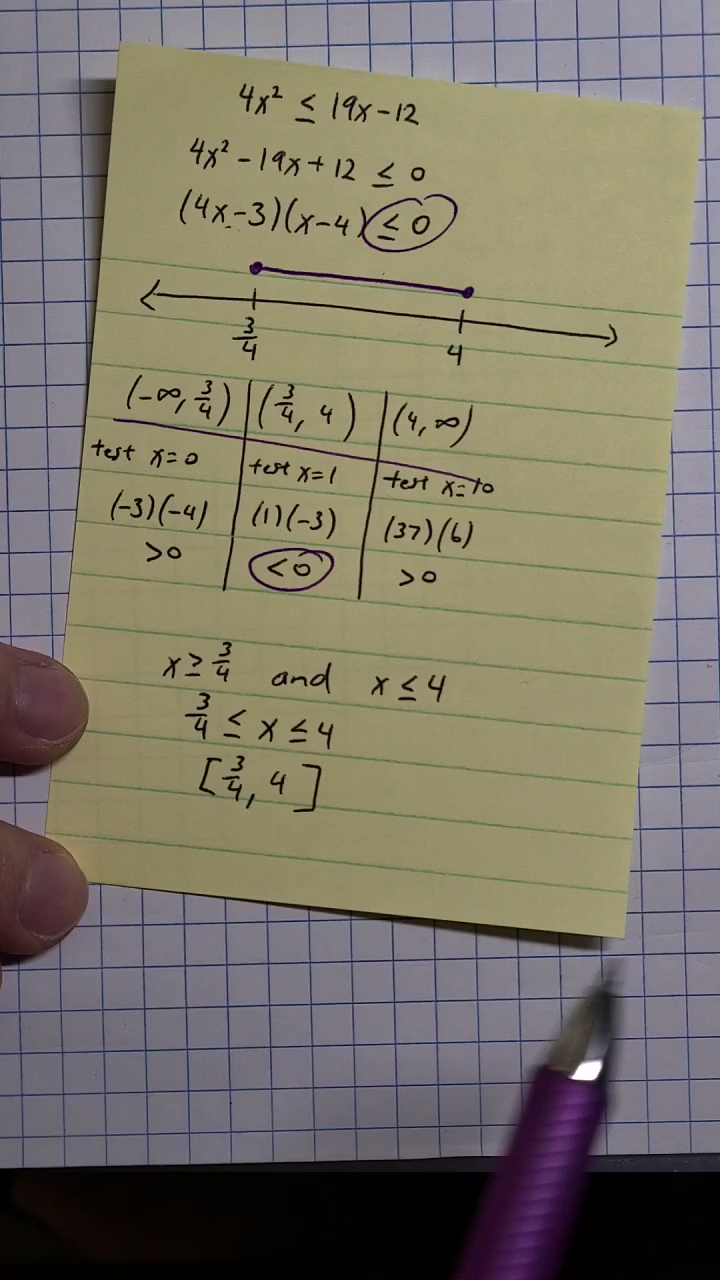 4x² ≤ 19x - 12
4x² - 19x + 12 ≤ 0
(4x - 3)(x - 4) ≤ 0
3/4 4
(-∞, 3/4) (3/4, 4) (4, ∞)
test x = 0 test x = 1 test x = 10
(-3)(-4) (1)(-3) (37)(6)
>0 <0 >0
x ≥ 3/4 and x ≤ 4
3/4 ≤ x ≤ 4
[3/4, 4]